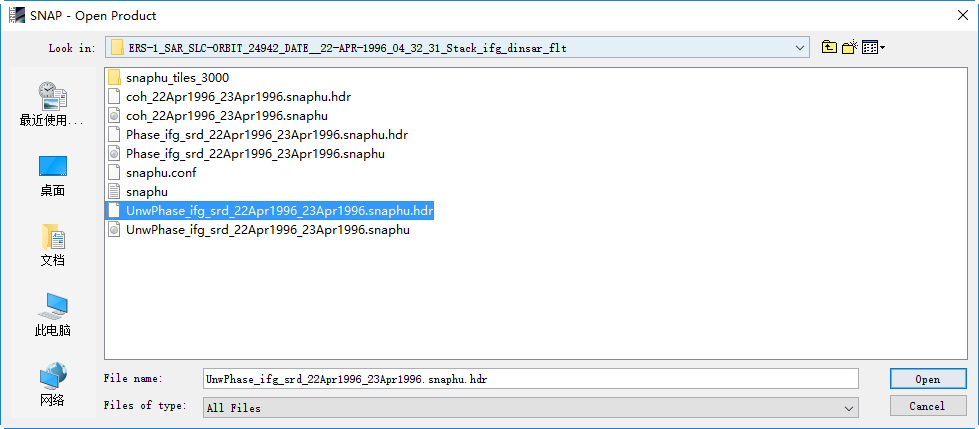 SNAP - Open Product
Look in: ERS-1_SAR_SLC-ORBIT_24942_DATE__22-APR-1996_04_32_31_Stack_ifg_dinsar_flt
最近使用...
桌面
文档
此电脑
网络
snaphu_tiles_3000
coh_22Apr1996_23Apr1996.snaphu.hdr
coh_22Apr1996_23Apr1996.snaphu
Phase_ifg_srd_22Apr1996_23Apr1996.snaphu.hdr
Phase_ifg_srd_22Apr1996_23Apr1996.snaphu
snaphu.conf
snaphu
UnwPhase_ifg_srd_22Apr1996_23Apr1996.snaphu.hdr
UnwPhase_ifg_srd_22Apr1996_23Apr1996.snaphu
File name: UnwPhase_ifg_srd_22Apr1996_23Apr1996.snaphu.hdr Open
Files of type: All Files Cancel